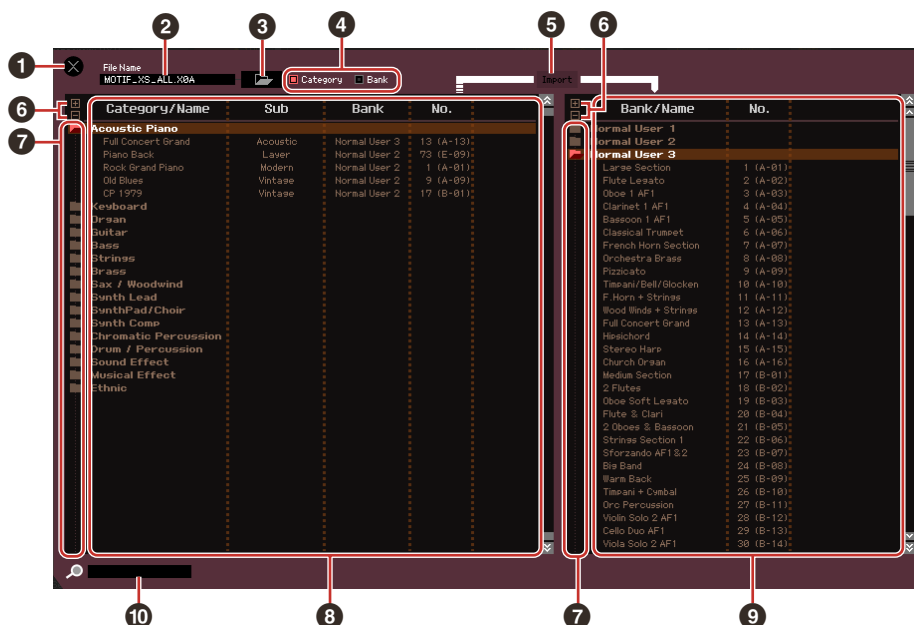 2 3 4 5 6
1
File Name
MOTIF_XS_ALL.X0A
Category Bank
Import
6
7
Category/Name Sub Bank No.
Acoustic Piano
Full Concert Grand Acoustic Normal User 3 13 (A-13)
Piano Back Layer Normal User 2 73 (E-09)
Rock Grand Piano Modern Normal User 2 1 (A-01)
Old Blues Vintage Normal User 2 9 (A-09)
CP 1979 Vintage Normal User 2 17 (B-01)
Keyboard
Organ
Guitar
Bass
Strings
Brass
Sax / Woodwind
Synth Lead
SynthPad/Choir
Synth Comp
Chromatic Percussion
Drum / Percussion
Sound Effect
Musical Effect
Ethnic
Bank/Name No.
Normal User 1
Normal User 2
Normal User 3
Large Section 1 (A-01)
Flute Legato 2 (A-02)
Oboe 1 AF1 3 (A-03)
Clarinet 1 AF1 4 (A-04)
Bassoon 1 AF1 5 (A-05)
Classical Trumpet 6 (A-06)
French Horn Section 7 (A-07)
Orchestra Brass 8 (A-08)
Pizzicato 9 (A-09)
Timpani/Bell/Glocken 10 (A-10)
F.Horn + Strings 11 (A-11)
Wood Winds + Strings 12 (A-12)
Full Concert Grand 13 (A-13)
Hipsichord 14 (A-14)
Stereo Harp 15 (A-15)
Church Organ 16 (A-16)
Medium Section 17 (B-01)
2 Flutes 18 (B-02)
Oboe Soft Legato 19 (B-03)
Flute & Clari 20 (B-04)
2 Oboes & Bassoon 21 (B-05)
Strings Section 1 22 (B-06)
Sforzando AF1&2 23 (B-07)
Big Band 24 (B-08)
Warm Back 25 (B-09)
Timpani + Cymbal 26 (B-10)
Orc Percussion 27 (B-11)
Violin Solo 2 AF1 28 (B-12)
Cello Duo AF1 29 (B-13)
Viola Solo 2 AF1 30 (B-14)
10 8 7 9